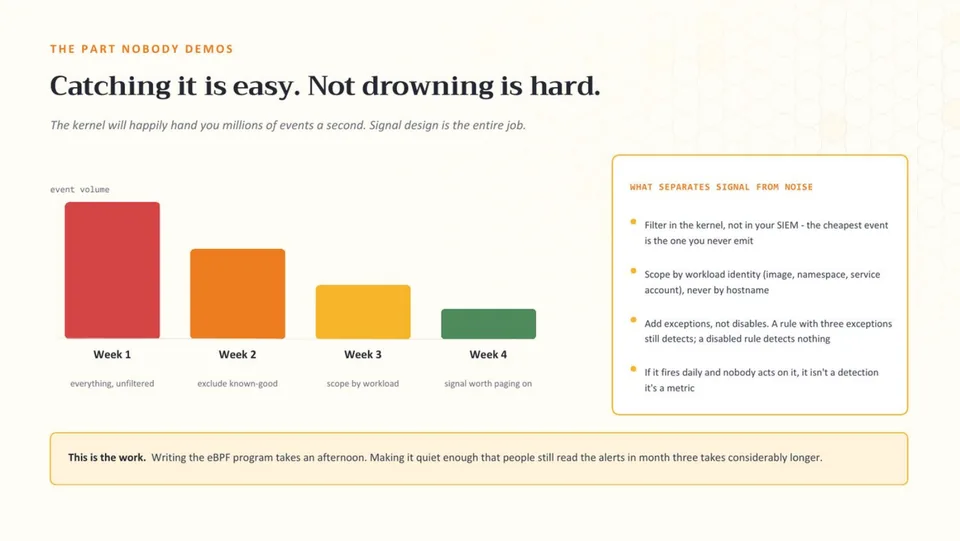 THE PART NOBODY DEMOS
Catching it is easy. Not drowning is hard.
The kernel will happily hand you millions of events a second. Signal design is the entire job.
event volume
Week 1
Week 2
Week 3
Week 4
everything, unfiltered
exclude known-good
scope by workload
signal worth paging on
WHAT SEPARATES SIGNAL FROM NOISE
Filter in the kernel, not in your SIEM - the cheapest event
is the one you never emit
Scope by workload identity (image, namespace, service
account), never by hostname
Add exceptions, not disables. A rule with three exceptions
still detects; a disabled rule detects nothing
If it fires daily and nobody acts on it, it isn't a detection
it's a metric
This is the work. Writing the eBPF program takes an afternoon. Making it quiet enough that people still read the alerts in month three takes considerably longer.